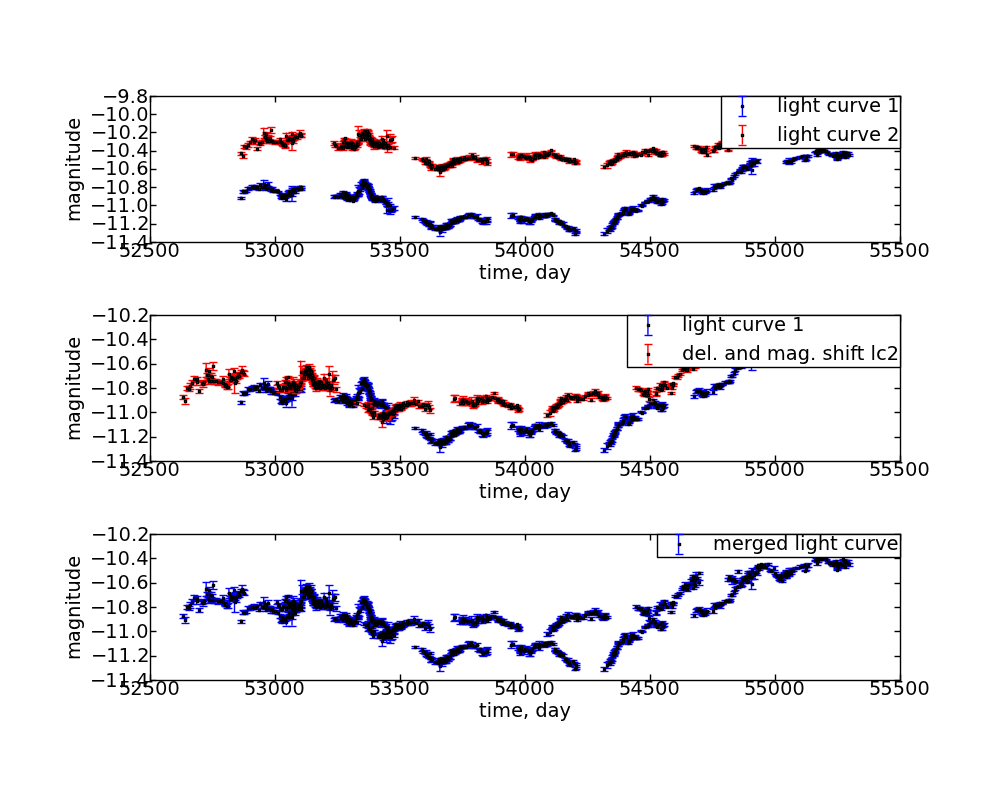 −9.8
−10.0
−10.2
−10.4
−10.6
−10.8
−11.0
−11.2
−11.4
magnitude
light curve 1
light curve 2
52500 53000 53500 54000 54500 55000 55500
time, day
−10.2
−10.4
−10.6
−10.8
−11.0
−11.2
−11.4
magnitude
light curve 1
del. and mag. shift lc2
52500 53000 53500 54000 54500 55000 55500
time, day
−10.2
−10.4
−10.6
−10.8
−11.0
−11.2
−11.4
magnitude
merged light curve
52500 53000 53500 54000 54500 55000 55500
time, day